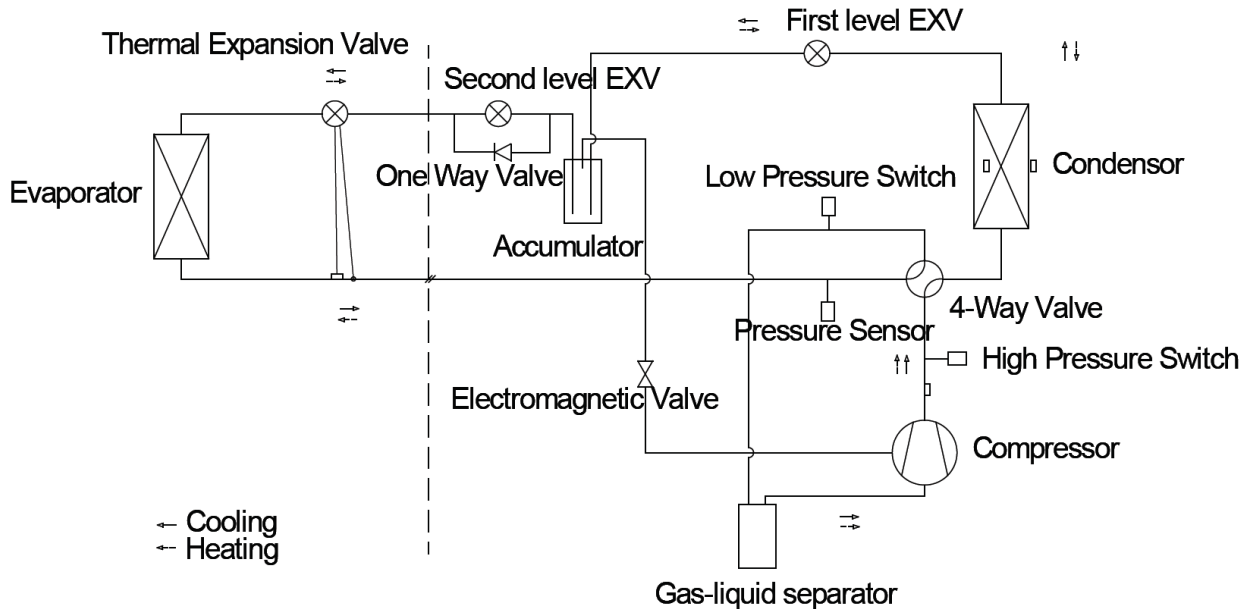 First level EXV
Thermal Expansion Valve
Second level EXV
One Way Valve
Low Pressure Switch
Condensor
Evaporator
Accumulator
4-Way Valve
Pressure Sensor
High Pressure Switch
Electromagnetic Valve
Compressor
Cooling
Heating
Gas-liquid separator